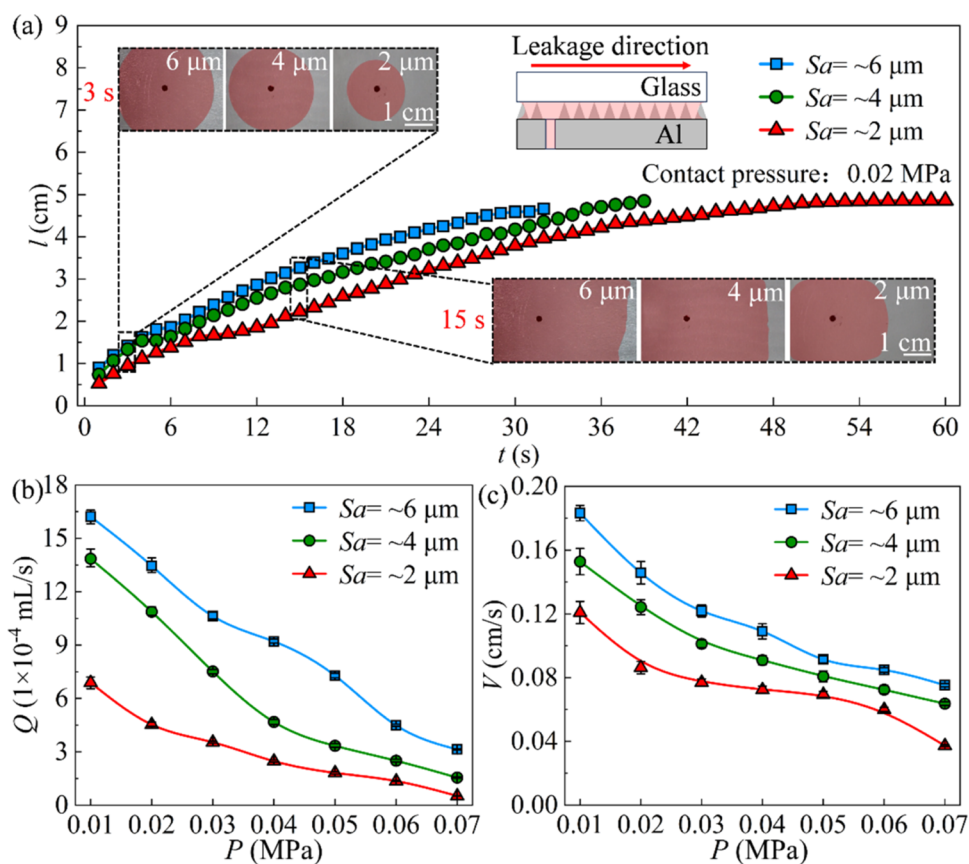 (a)
9
8
7
6
5
4
3
2
1
0
l (cm)
3 s
6 μm
4 μm
2 μm
1 cm
Leakage direction
Glass
Al
Sa= ~6 μm
Sa= ~4 μm
Sa= ~2 μm
Contact pressure: 0.02 MPa
15 s
6 μm
4 μm
2 μm
1 cm
0 6 12 18 24 30 36 42 48 54 60
t (s)
(b)
18
15
12
9
6
3
0
Q (1×10⁻⁴ mL/s)
Sa= ~6 μm
Sa= ~4 μm
Sa= ~2 μm
0.01 0.02 0.03 0.04 0.05 0.06 0.07
P (MPa)
(c)
0.20
0.16
0.12
0.08
0.04
0.00
V (cm/s)
Sa= ~6 μm
Sa= ~4 μm
Sa= ~2 μm
0.01 0.02 0.03 0.04 0.05 0.06 0.07
P (MPa)